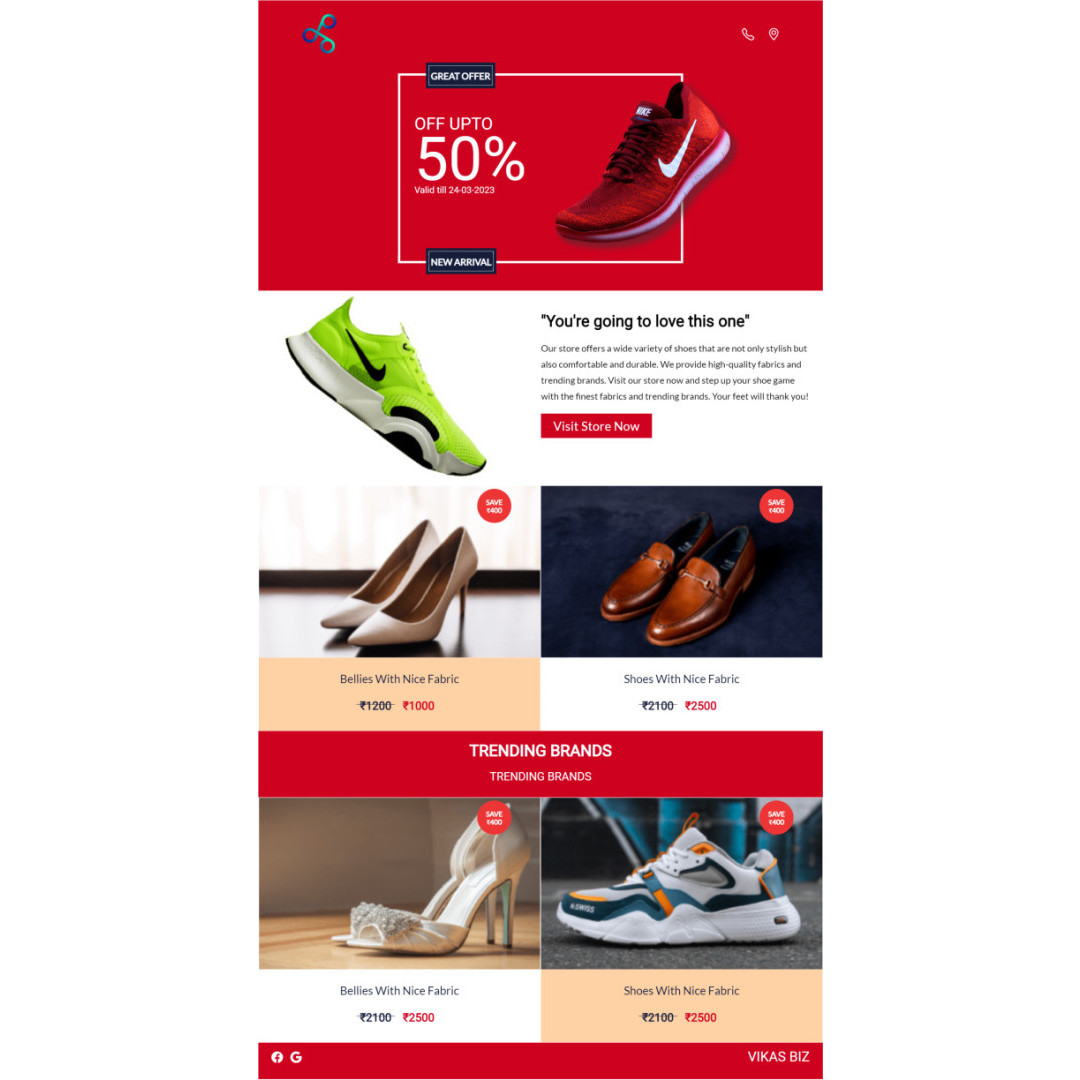 GREAT OFFER
OFF UPTO
50%
Valid till 24-03-2023
NIKE
NEW ARRIVAL
"You're going to love this one"
Our store offers a wide variety of shoes that are not only stylish but
also comfortable and durable. We provide high-quality fabrics and
trending brands. Visit our store now and step up your shoe game
with the finest fabrics and trending brands. Your feet will thank you!
Visit Store Now
SAVE
₹400
SAVE
₹400
Bellies With Nice Fabric
₹1200 ₹1000
Shoes With Nice Fabric
₹2100 ₹2500
TRENDING BRANDS
TRENDING BRANDS
SAVE
₹400
SAVE
₹400
Bellies With Nice Fabric
₹2100 ₹2500
Shoes With Nice Fabric
₹2100 ₹2500
VIKAS BIZ